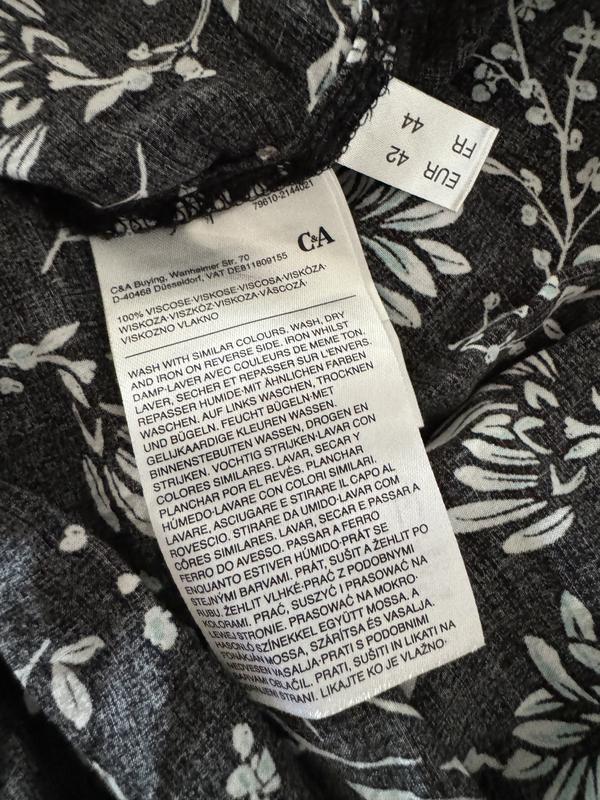 EUR 42
FR 44
79610-2144021
C&A
C&A Buying, Wanheimer Str. 70
D-40468 Düsseldorf, VAT DE811809155
100% VISCOSE·VISKOSE·VISCOSA·VISKÓZA·
WISKOZA·VISZKÓZ·VISKOZA·VÂSCOZĂ·
VISKOZNO VLAKNO
WASH WITH SIMILAR COLOURS. WASH, DRY
AND IRON ON REVERSE SIDE. IRON WHILST
DAMP·LAVER AVEC COULEURS DE MEME TON.
LAVER, SECHER ET REPASSER SUR L'ENVERS.
REPASSER HUMIDE·MIT ÄHNLICHEN FARBEN
WASCHEN. AUF LINKS WASCHEN, TROCKNEN
UND BÜGELN. FEUCHT BÜGELN·MET
GELIJKAARDIGE KLEUREN WASSEN.
BINNENSTEBUITEN WASSEN, DROGEN EN
STRIJKEN. VOCHTIG STRIJKEN·LAVAR CON
COLORES SIMILARES. LAVAR, SECAR Y
PLANCHAR POR EL REVÉS. PLANCHAR
HÚMEDO·LAVARE CON COLORI SIMILARI.
LAVARE, ASCIUGARE E STIRARE IL CAPO AL
ROVESCIO. STIRARE DA UMIDO·LAVAR COM
CÔRES SIMILARES. LAVAR, SECAR E PASSAR A
FERRO DO AVESSO. PASSAR A FERRO
ENQUANTO ESTIVER HÚMIDO·PRÁT SE
STEJNÝMI BARVAMI. PRÁT, SUŠIT A ŽEHLIT PO
RUBU. ŽEHLIT VLHKÉ·PRAĆ Z PODOBNYMI
KOLORAMI. PRAĆ, SUSZYĆ I PRASOWAĆ NA
LEWEJ STRONIE, PRASOWAĆ NA MOKRO·
HASONLÓ SZÍNEKKEL EGYÜTT MOSSA. A
FONÁKJÁN MOSSA, SZÁRÍTSA ÉS VASALJA.
NEDVESEN VASALJA·PRATI S PODOBNIMI
BARVAMI OBLAČIL. PRATI, SUŠITI IN LIKATI NA
STRANI. LIKAJTE KO JE VLAŽNO·